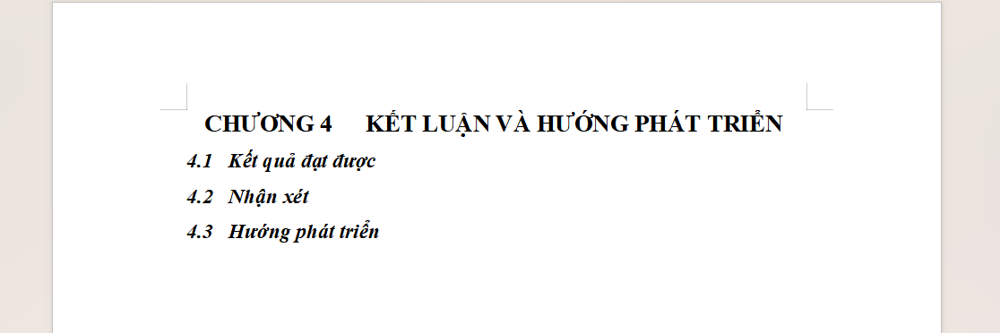 CHƯƠNG 4 KẾT LUẬN VÀ HƯỚNG PHÁT TRIỂN
4.1 Kết quả đạt được
4.2 Nhận xét
4.3 Hướng phát triển